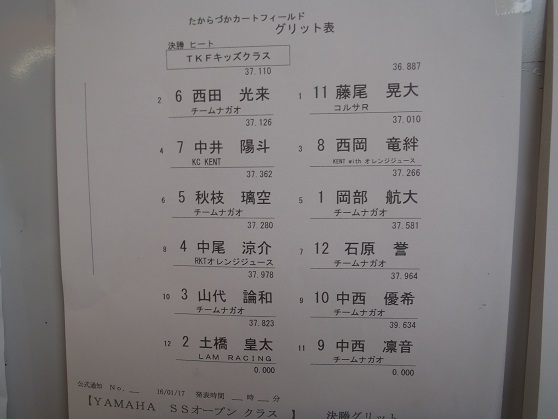 たからづかカートフィールド
グリット表
決勝 ヒート
TKFキッズクラス
37.110 36.887
2 6 西田 光来 1 11 藤尾 晃大
チームナガオ コルサR
37.126 37.010
4 7 中井 陽斗 3 8 西岡 竜絆
KC KENT KENT with オレンジジュース
37.362 37.266
6 5 秋枝 璃空 5 1 岡部 航大
チームナガオ チームナガオ
37.280 37.581
8 4 中尾 涼介 7 12 石原 誉
RKTオレンジジュース チームナガオ
37.978 37.964
10 3 山代 諭和 9 10 中西 優希
チームナガオ チームナガオ
37.823 39.634
12 2 土橋 皇太 11 9 中西 凛音
LAM RACING チームナガオ
0.000 0.000
公式通知 No. __ 16/01/17 発表時間 __ 時 __ 分
【YAMAHA SSオープン クラス 】 決勝グリット